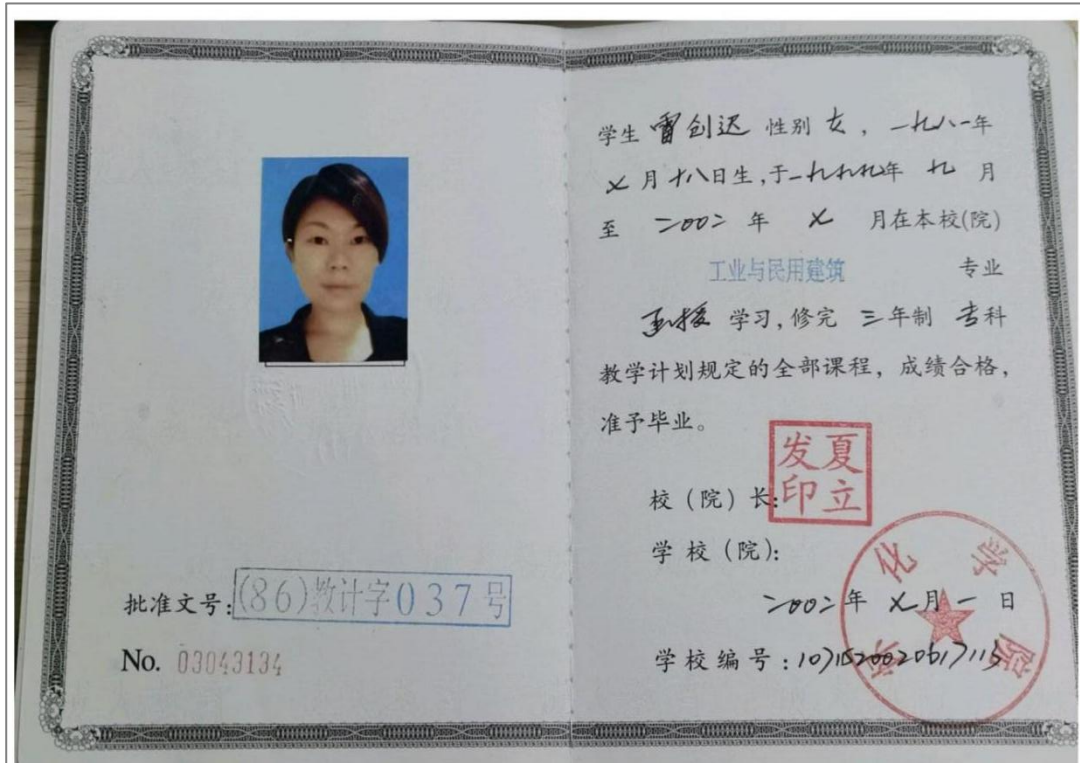 批准文号:(86)教计字037号
No. 03043134
学生 雷创迟 性别 女，一九八一年
七月十八日生,于一九九九年 九 月
至 二00二 年 七 月在本校(院)
工业与民用建筑 专业
函授 学习,修完 三年制 专科
教学计划规定的全部课程，成绩合格，
准予毕业。
校（院）长:
夏立发印
学 校（院）:
化学院
二00二年 七月 一 日
学校编号: